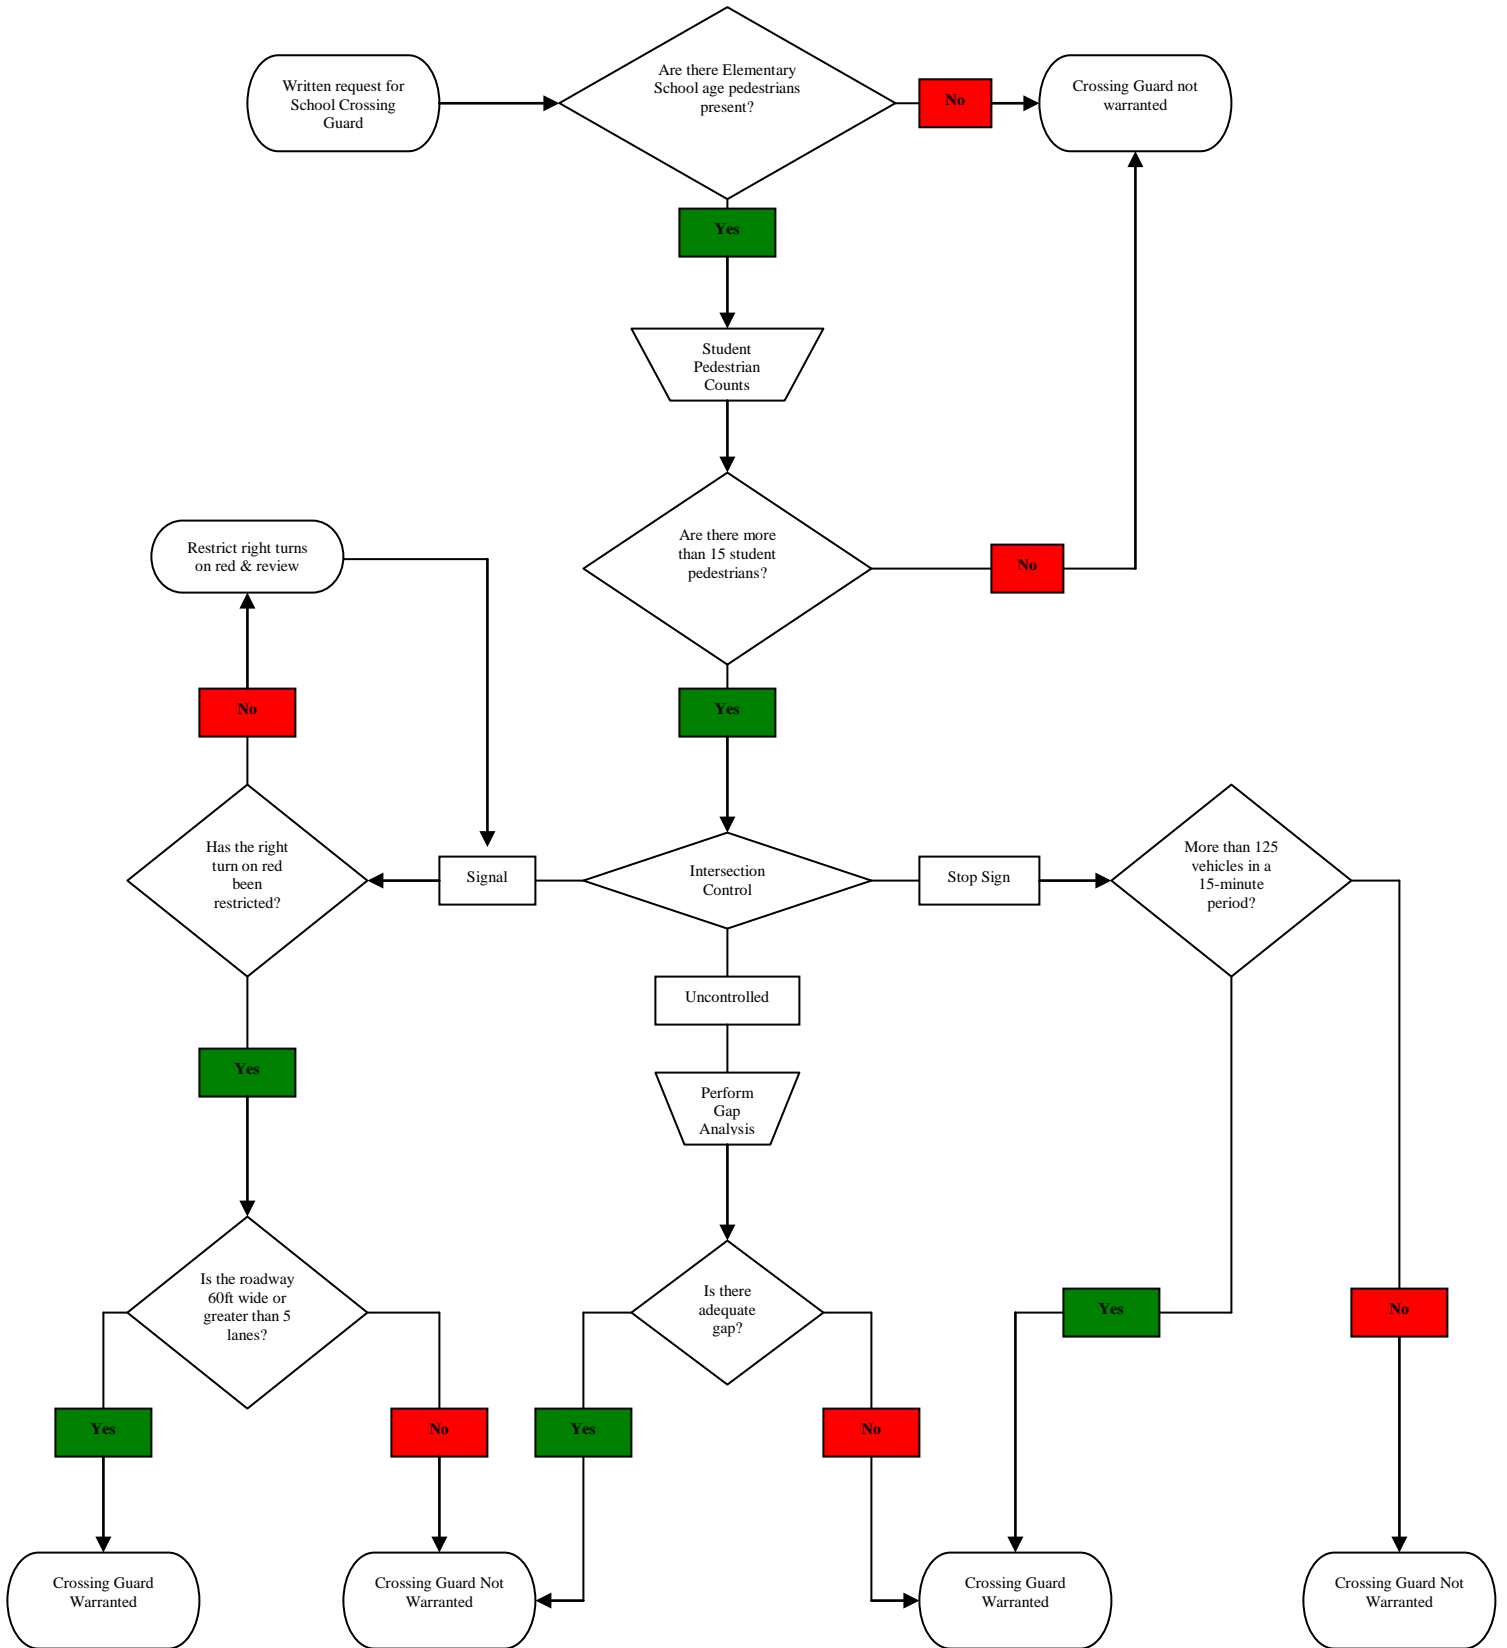 Written request for
School Crossing
Guard
Are there Elementary
School age pedestrians
present?
No
Crossing Guard not
warranted
Yes
Student
Pedestrian
Counts
Are there more
than 15 student
pedestrians?
No
Restrict right turns
on red & review
No
Yes
Has the right
turn on red
been
restricted?
Signal
Intersection
Control
Stop Sign
More than 125
vehicles in a
15-minute
period?
Uncontrolled
Yes
Perform
Gap
Analysis
Is the roadway
60ft wide or
greater than 5
lanes?
Is there
adequate
gap?
Yes
No
Yes
No
Yes
No
Crossing Guard
Warranted
Crossing Guard Not
Warranted
Crossing Guard
Warranted
Crossing Guard Not
Warranted